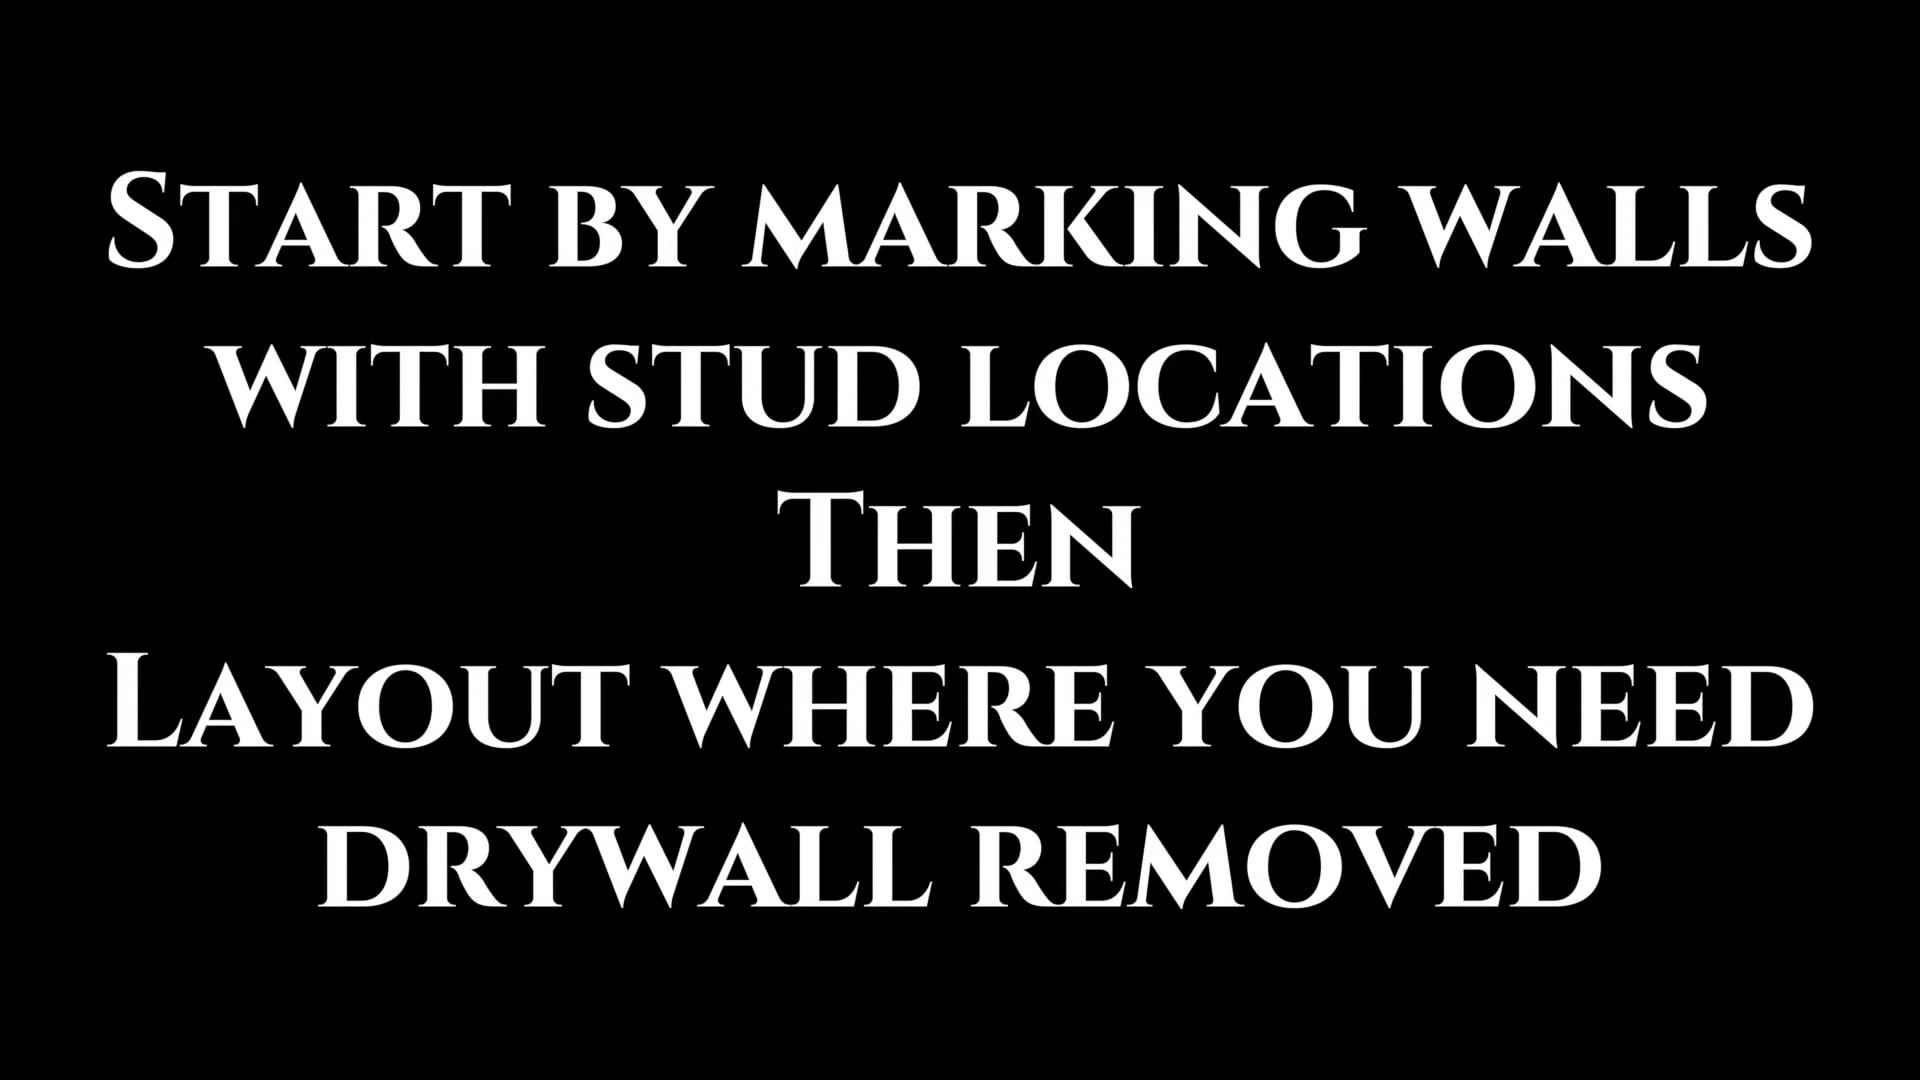 Start by marking walls
with stud locations
Then
Layout where you need
drywall removed